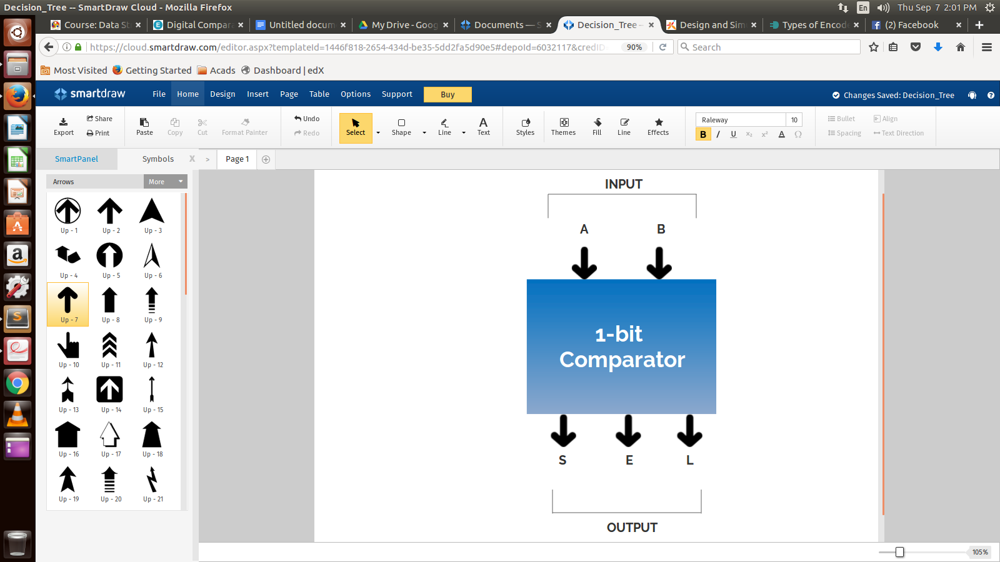 Decision_Tree -- SmartDraw Cloud - Mozilla Firefox
En
Thu Sep 7 2:01 PM
Course: Data St
Digital Compara
Untitled docum
My Drive - Goog
Documents — S
Decision_Tree -
Design and Sim
Types of Encod
(2) Facebook
https://cloud.smartdraw.com/editor.aspx?templateId=1446f818-2654-434d-be35-5dd2fa5d90e5#depoId=6032117&credID
90%
Search
Most Visited
Getting Started
Acads
Dashboard | edX
smartdraw
File
Home
Design
Insert
Page
Table
Options
Support
Buy
Changes Saved: Decision_Tree
Export
Share
Print
Paste
Copy
Cut
Format Painter
Undo
Redo
Select
Shape
Line
Text
Styles
Themes
Fill
Line
Effects
Raleway
10
B
I
U
x₂
x²
A
Ω
Bullet
Align
Spacing
Text Direction
SmartPanel
Symbols
X
>
Page 1
Arrows
More
Up - 1
Up - 2
Up - 3
Up - 4
Up - 5
Up - 6
Up - 7
Up - 8
Up - 9
Up - 10
Up - 11
Up - 12
Up - 13
Up - 14
Up - 15
Up - 16
Up - 17
Up - 18
Up - 19
Up - 20
Up - 21
INPUT
A B
1-bit
Comparator
S E L
OUTPUT
105%